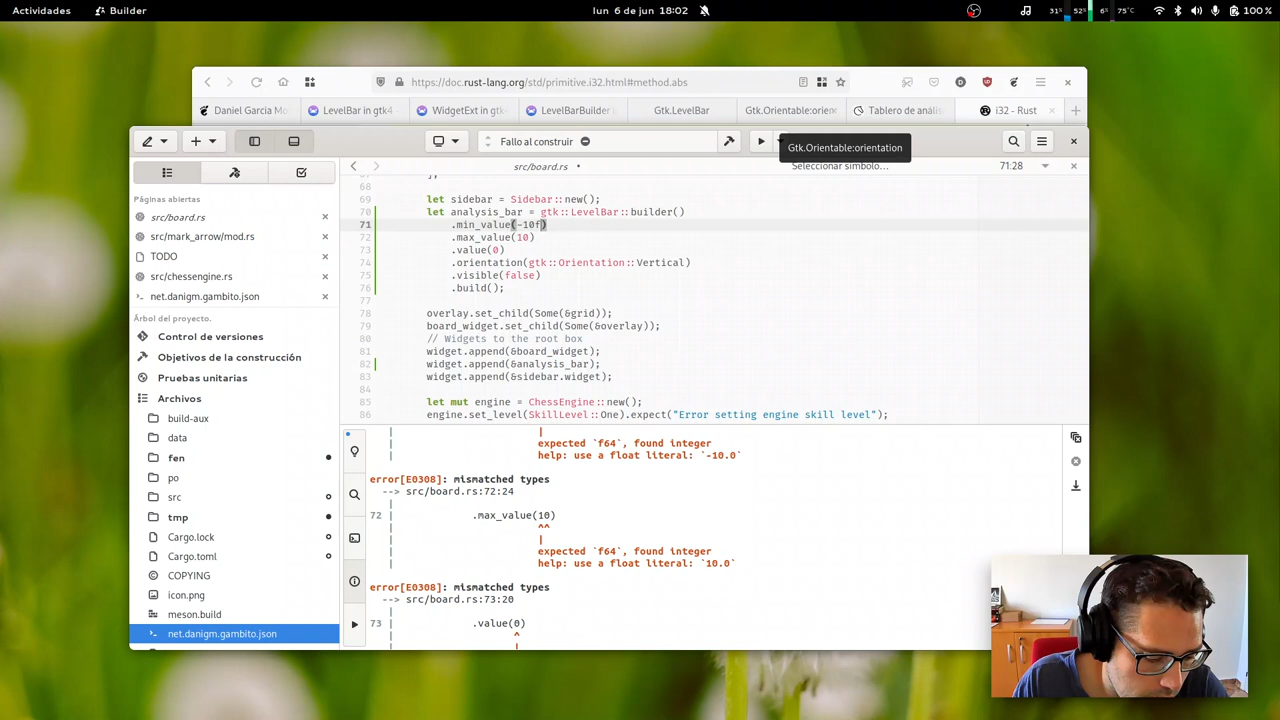 Actividades
Builder
lun 6 de jun 18:02
31%
52%
6%
75°C
100 %
https://doc.rust-lang.org/std/primitive.i32.html#method.abs
Daniel García Mo
LevelBar in gtk4
WidgetExt in gtk
LevelBarBuilder i
Gtk.LevelBar
Gtk.Orientable:orien
Tablero de anális
i32 - Rust
Fallo al construir
Gtk.Orientable:orientation
src/board.rs
Seleccionar símbolo…
71:28
Páginas abiertas
src/board.rs
src/mark_arrow/mod.rs
TODO
src/chessengine.rs
net.danigm.gambito.json
Árbol del proyecto.
Control de versiones
Objetivos de la construcción
Pruebas unitarias
Archivos
build-aux
data
fen
po
src
tmp
Cargo.lock
Cargo.toml
COPYING
icon.png
meson.build
net.danigm.gambito.json
68
69 let sidebar = Sidebar::new();
70 let analysis_bar = gtk::LevelBar::builder()
71 .min_value(-10f)
72 .max_value(10)
73 .value(0)
74 .orientation(gtk::Orientation::Vertical)
75 .visible(false)
76 .build();
77
78 overlay.set_child(Some(&grid));
79 board_widget.set_child(Some(&overlay));
80 // Widgets to the root box
81 widget.append(&board_widget);
82 widget.append(&analysis_bar);
83 widget.append(&sidebar.widget);
84
85 let mut engine = ChessEngine::new();
86 engine.set_level(SkillLevel::One).expect("Error setting engine skill level");
| |
| expected `f64`, found integer
| help: use a float literal: `-10.0`
error[E0308]: mismatched types
--> src/board.rs:72:24
|
72 | .max_value(10)
| ^^
| |
| expected `f64`, found integer
| help: use a float literal: `10.0`
error[E0308]: mismatched types
--> src/board.rs:73:20
|
73 | .value(0)
| ^